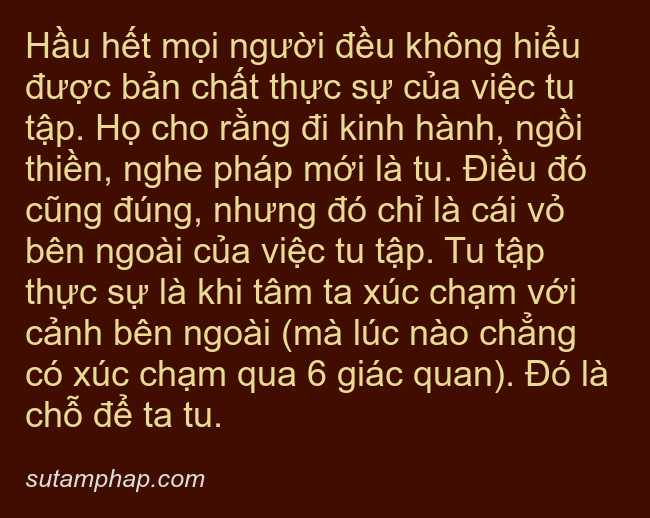 Hầu hết mọi người đều không hiểu
được bản chất thực sự của việc tu
tập. Họ cho rằng đi kinh hành, ngồi
thiền, nghe pháp mới là tu. Điều đó
cũng đúng, nhưng đó chỉ là cái vỏ
bên ngoài của việc tu tập. Tu tập
thực sự là khi tâm ta xúc chạm với
cảnh bên ngoài (mà lúc nào chẳng
có xúc chạm qua 6 giác quan). Đó là
chỗ để ta tu.
sutamphap.com